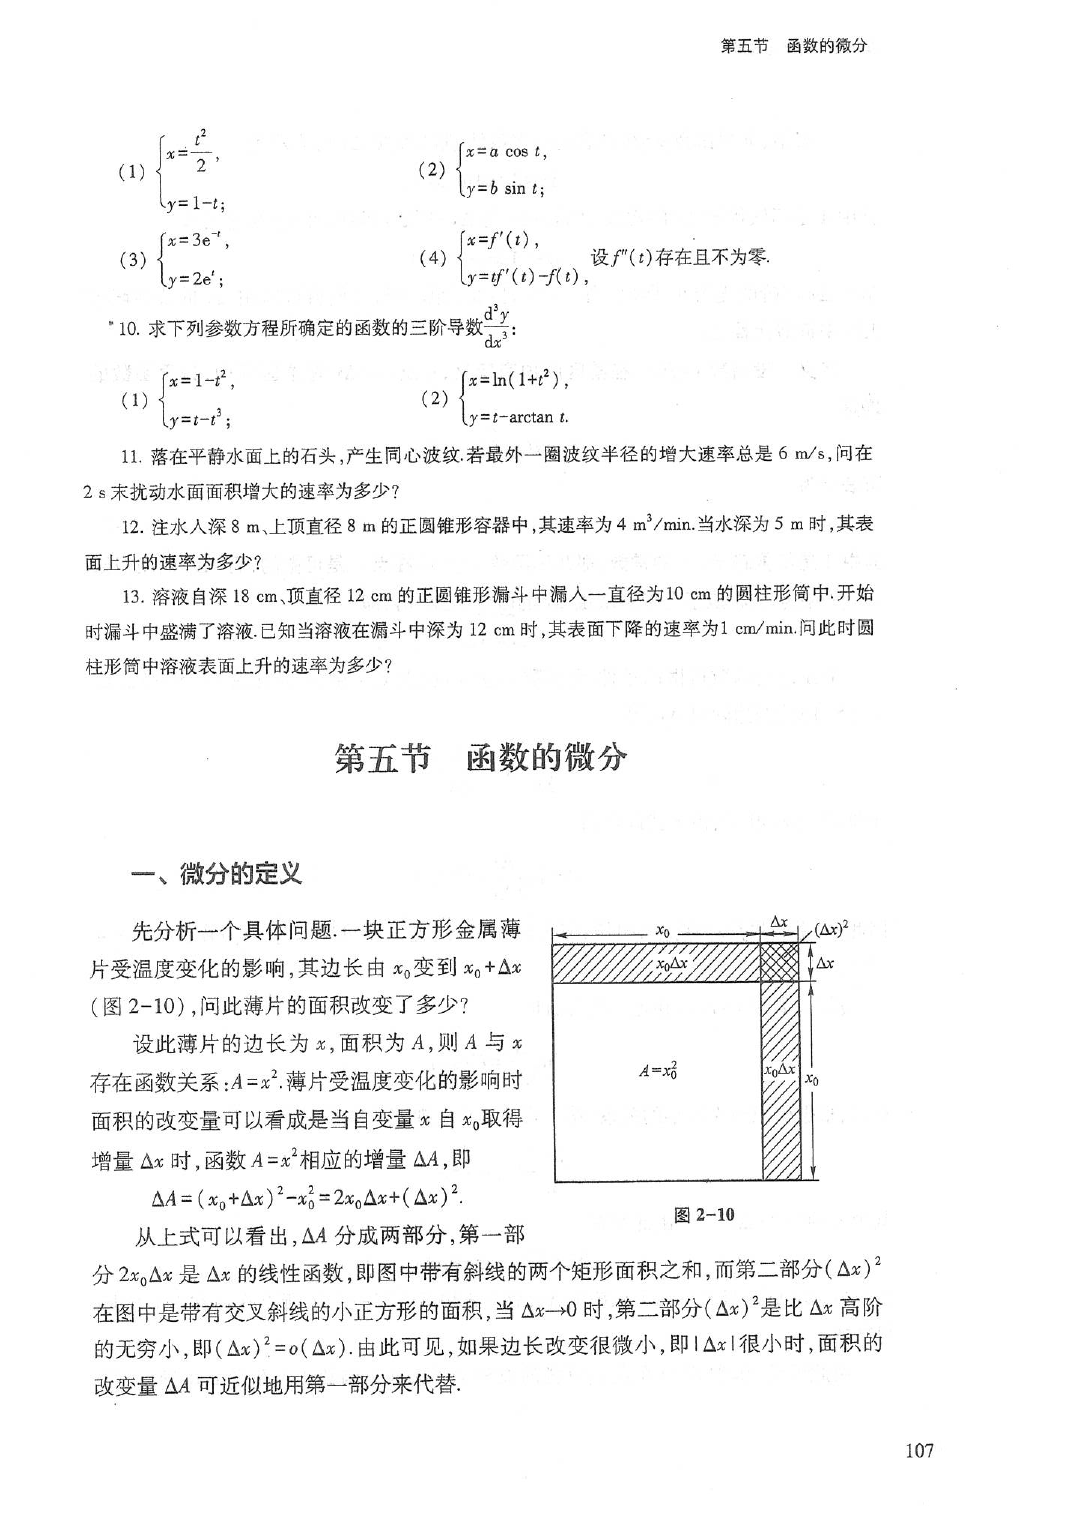 第五节 函数的微分
(1) {x=t²/2, y=1-t;
(2) {x=a cos t, y=b sin t;
(3) {x=3e⁻ᵗ, y=2eᵗ;
(4) {x=f′(t), y=tf′(t)-f(t), 设f″(t)存在且不为零.
*10. 求下列参数方程所确定的函数的三阶导数d³y/dx³:
(1) {x=1-t², y=t-t³;
(2) {x=ln(1+t²), y=t-arctan t.
11. 落在平静水面上的石头,产生同心波纹.若最外一圈波纹半径的增大速率总是 6 m/s,问在
2 s 末扰动水面面积增大的速率为多少?
12. 注水入深 8 m、上顶直径 8 m 的正圆锥形容器中,其速率为 4 m³/min.当水深为 5 m 时,其表
面上升的速率为多少?
13. 溶液自深 18 cm、顶直径 12 cm 的正圆锥形漏斗中漏入一直径为10 cm 的圆柱形筒中.开始
时漏斗中盛满了溶液.已知当溶液在漏斗中深为 12 cm 时,其表面下降的速率为1 cm/min.问此时圆
柱形筒中溶液表面上升的速率为多少?
第五节 函数的微分
一、微分的定义
先分析一个具体问题.一块正方形金属薄
片受温度变化的影响,其边长由 x₀变到 x₀+Δx
(图 2-10),问此薄片的面积改变了多少?
设此薄片的边长为 x,面积为 A,则 A 与 x
存在函数关系:A=x².薄片受温度变化的影响时
面积的改变量可以看成是当自变量 x 自 x₀取得
增量 Δx 时,函数 A=x²相应的增量 ΔA,即
ΔA=(x₀+Δx)²-x₀²=2x₀Δx+(Δx)².
从上式可以看出,ΔA 分成两部分,第一部
x₀
Δx
(Δx)²
x₀Δx
Δx
A=x₀²
x₀Δx
x₀
图 2-10
分 2x₀Δx 是 Δx 的线性函数,即图中带有斜线的两个矩形面积之和,而第二部分(Δx)²
在图中是带有交叉斜线的小正方形的面积,当 Δx→0 时,第二部分(Δx)²是比 Δx 高阶
的无穷小,即(Δx)²=o(Δx).由此可见,如果边长改变很微小,即|Δx|很小时,面积的
改变量 ΔA 可近似地用第一部分来代替.
107